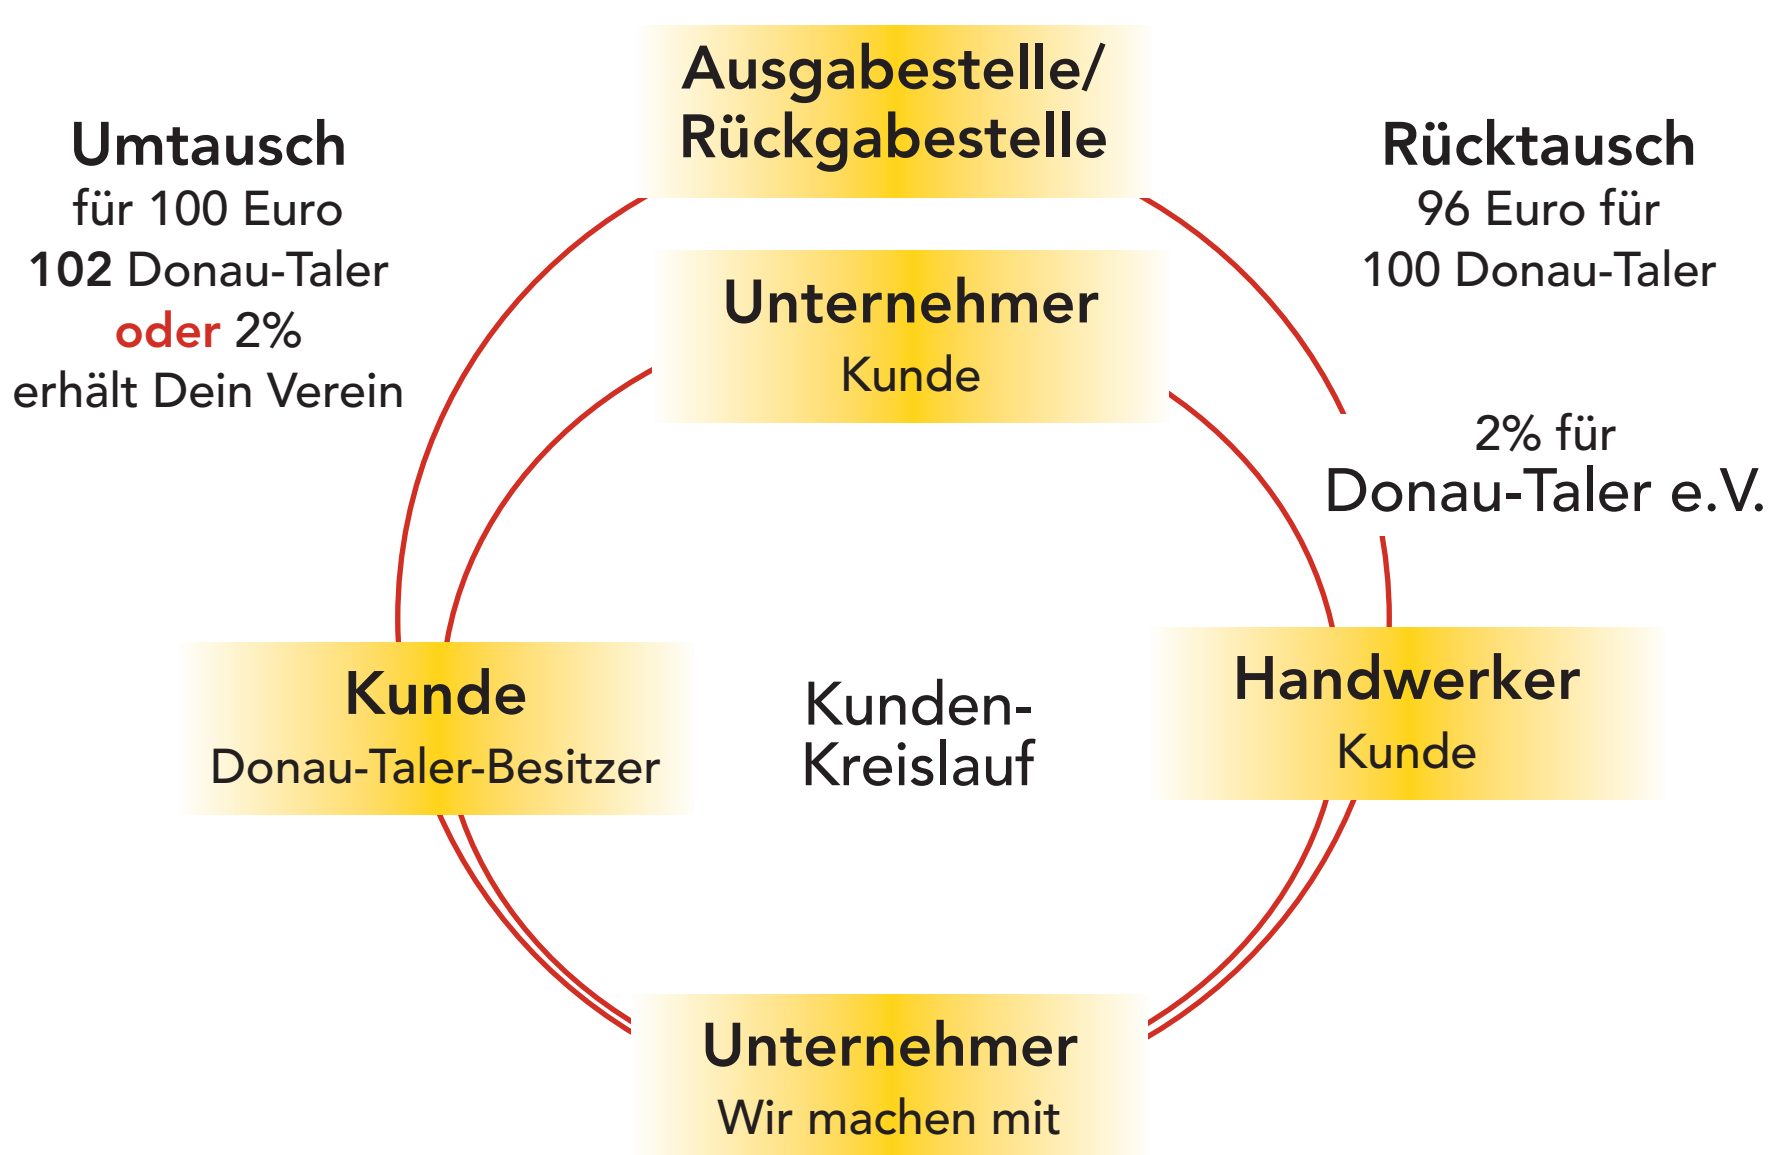 Ausgabestelle/
Rückgabestelle
Umtausch
für 100 Euro
102 Donau-Taler
oder 2%
erhält Dein Verein
Rücktausch
96 Euro für
100 Donau-Taler
Unternehmer
Kunde
2% für
Donau-Taler e.V.
Kunde
Donau-Taler-Besitzer
Kunden-
Kreislauf
Handwerker
Kunde
Unternehmer
Wir machen mit